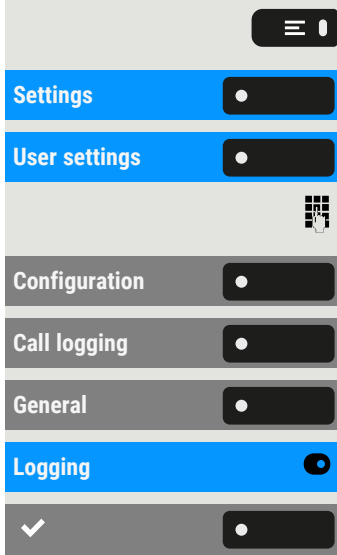 Settings
User settings
Configuration
Call logging
General
Logging